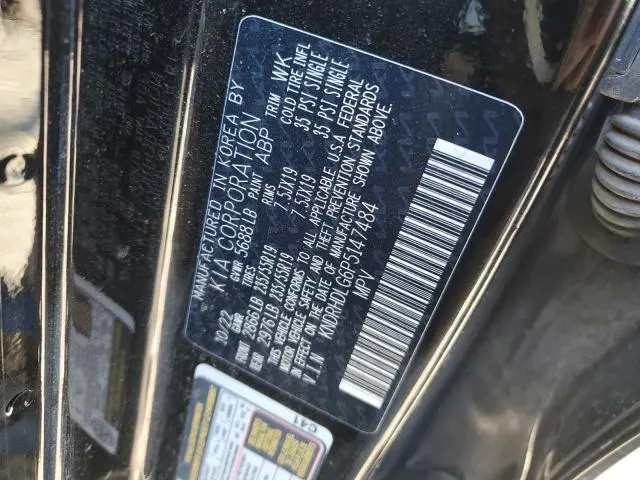 MANUFACTURED IN KOREA BY
KIA CORPORATION
10/22 GVWR 5688LB PAINT ABP TRIM WK
GAWR TIRES RIMS COLD TIRE INFL
FRONT 2866LB 235/55R19 7.5JX19 35 PSI SINGLE
REAR 2976LB 235/55R19 7.5JX19 35 PSI SINGLE
THIS VEHICLE CONFORMS TO ALL APPLICABLE U.S.A FEDERAL
MOTOR VEHICLE SAFETY AND THEFT PREVENTION STANDARDS
IN EFFECT ON THE DATE OF MANUFACTURE SHOWN ABOVE.
V.I.N KNDRHDLG6P5147484
MPV
C41